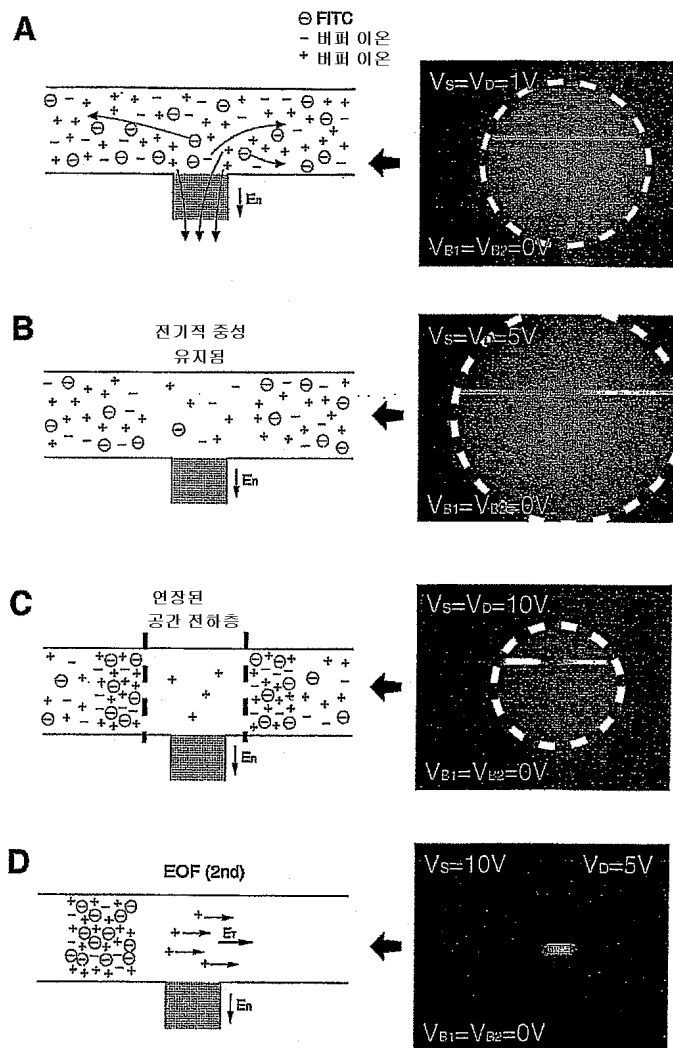 A
⊖ FITC
− 버퍼 이온
+ 버퍼 이온
En
VS=VD=1V
VB1=VB2=0V
B
전기적 중성
유지됨
En
VS=VD=5V
VB1=VB2=0V
C
연장된
공간 전하층
En
VS=VD=10V
VB1=VB2=0V
D
EOF (2nd)
ET
En
VS=10V VD=5V
VB1=VB2=0V